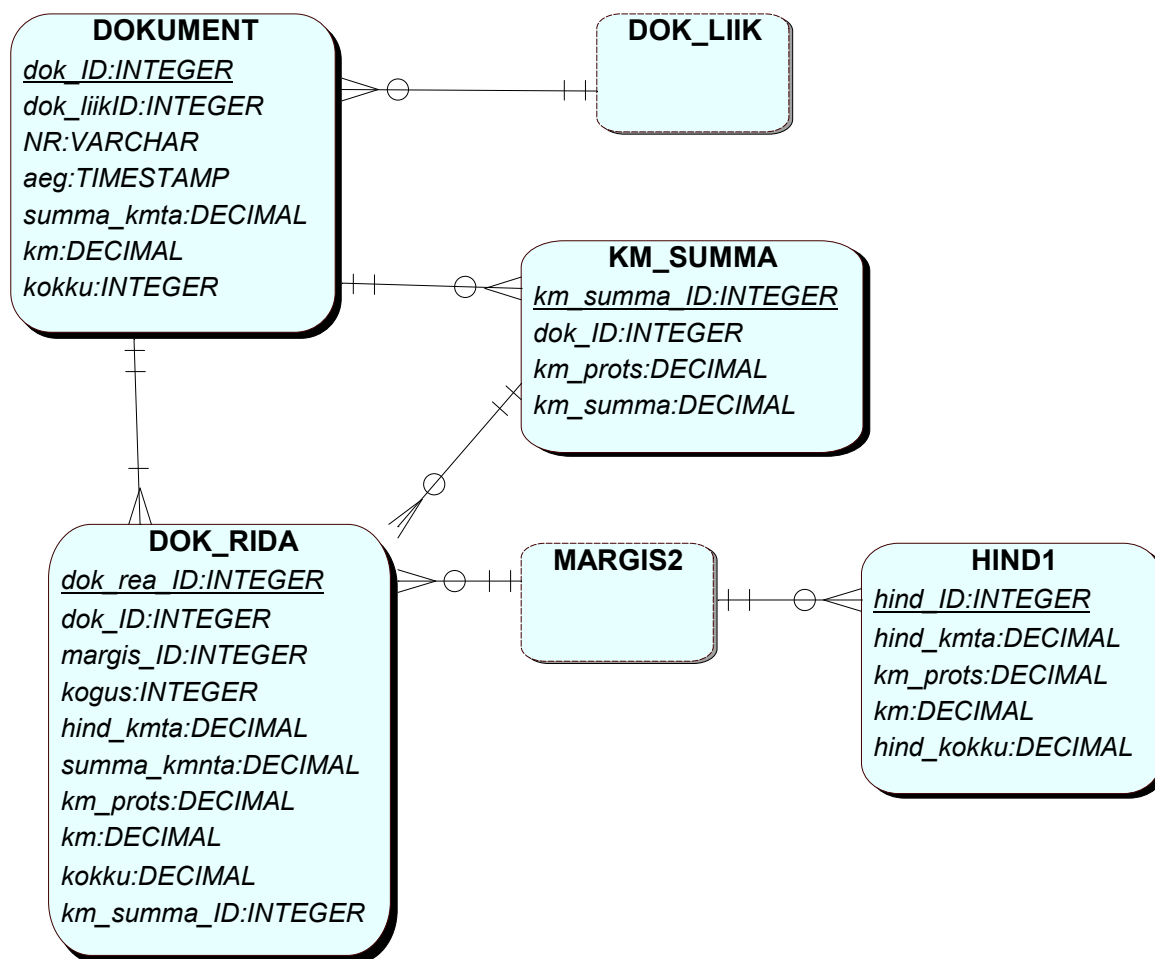 DOKUMENT
dok_ID:INTEGER
dok_liikID:INTEGER
NR:VARCHAR
aeg:TIMESTAMP
summa_kmta:DECIMAL
km:DECIMAL
kokku:INTEGER
DOK_LIIK
KM_SUMMA
km_summa_ID:INTEGER
dok_ID:INTEGER
km_prots:DECIMAL
km_summa:DECIMAL
DOK_RIDA
dok_rea_ID:INTEGER
dok_ID:INTEGER
margis_ID:INTEGER
kogus:INTEGER
hind_kmta:DECIMAL
summa_kmnta:DECIMAL
km_prots:DECIMAL
km:DECIMAL
kokku:DECIMAL
km_summa_ID:INTEGER
MARGIS2
HIND1
hind_ID:INTEGER
hind_kmta:DECIMAL
km_prots:DECIMAL
km:DECIMAL
hind_kokku:DECIMAL